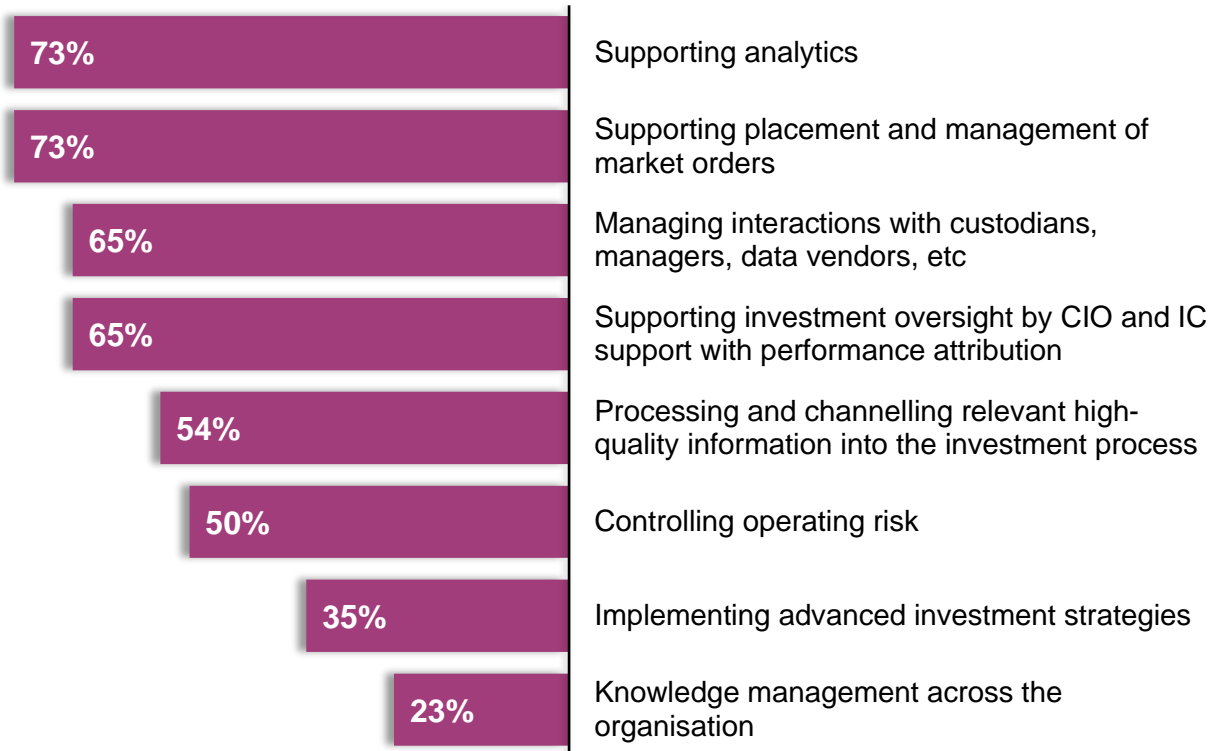 73%
Supporting analytics
73%
Supporting placement and management of
market orders
65%
Managing interactions with custodians,
managers, data vendors, etc
65%
Supporting investment oversight by CIO and IC
support with performance attribution
54%
Processing and channelling relevant high-
quality information into the investment process
50%
Controlling operating risk
35%
Implementing advanced investment strategies
23%
Knowledge management across the
organisation